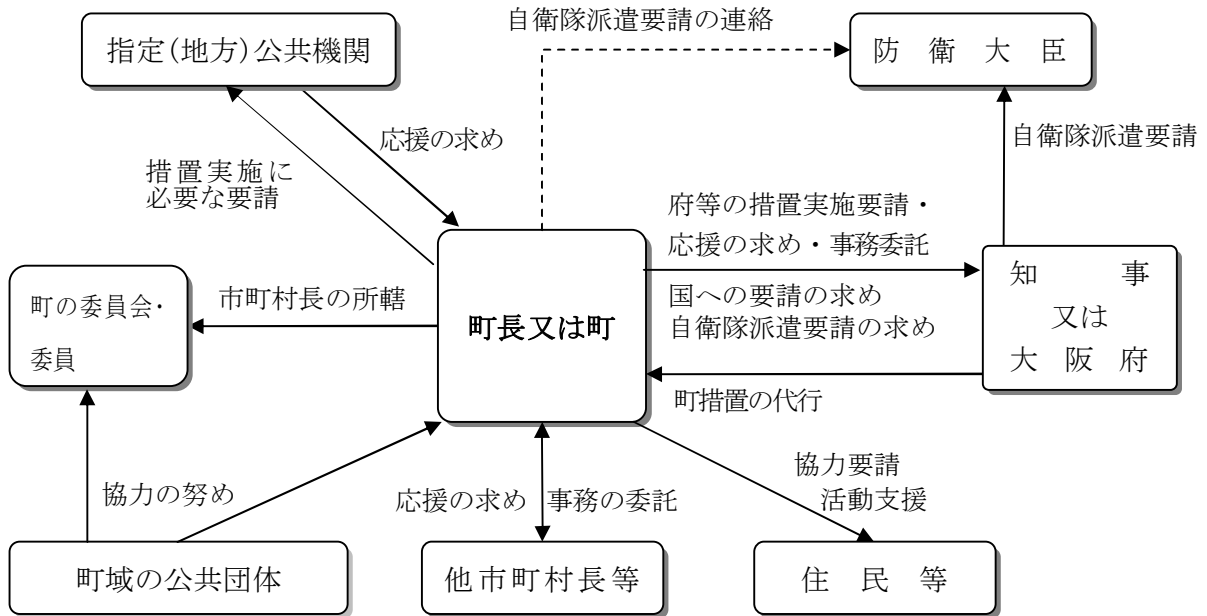 自衛隊派遣要請の連絡
指定(地方)公共機関
防衛大臣
応援の求め
自衛隊派遣要請
措置実施に
必要な要請
府等の措置実施要請・
応援の求め・事務委託
知事
又は
大阪府
町の委員会・
委員
市町村長の所轄
町長又は町
国への要請の求め
自衛隊派遣要請の求め
町措置の代行
協力の努め
応援の求め
事務の委託
協力要請
活動支援
町域の公共団体
他市町村長等
住民等